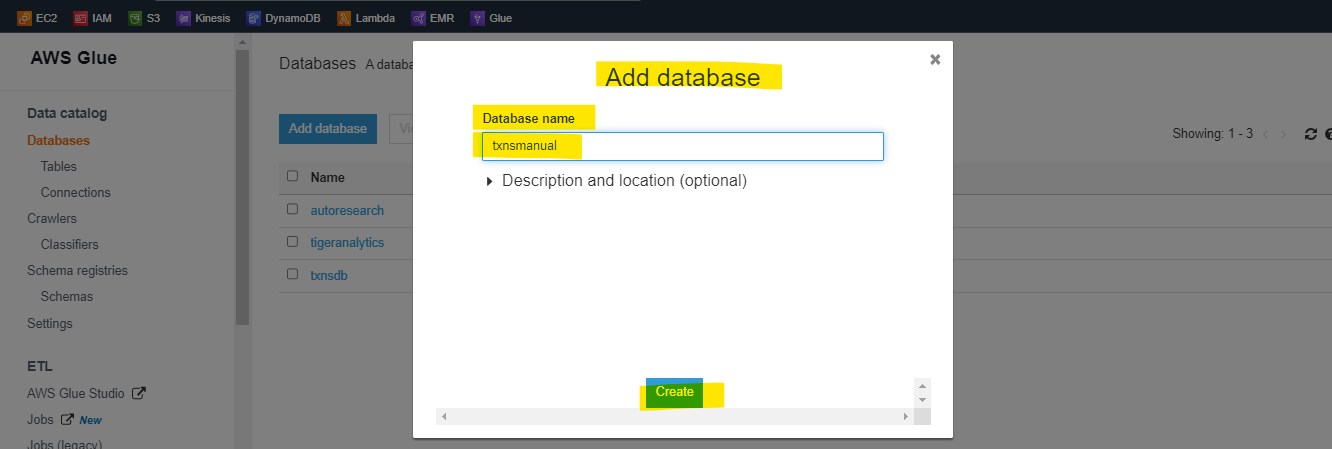 EC2 IAM S3 Kinesis DynamoDB Lambda EMR Glue
AWS Glue
Data catalog
Databases
Tables
Connections
Crawlers
Classifiers
Schema registries
Schemas
Settings
ETL
AWS Glue Studio
Jobs New
Jobs (legacy)
Databases A databa
Add database
Showing: 1 - 3
Name
autoresearch
tigeranalytics
txnsdb
Add database
Database name
txnsmanual
Description and location (optional)
Create